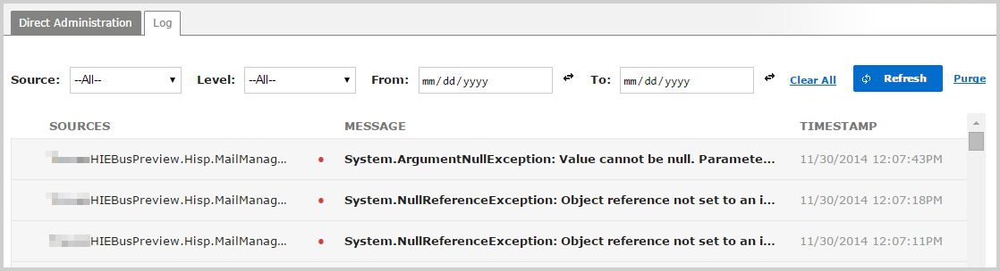 Direct Administration Log
Source: --All-- Level: --All-- From: mm/dd/yyyy To: mm/dd/yyyy Clear All Refresh Purge
SOURCES MESSAGE TIMESTAMP
HIEBusPreview.Hisp.MailManag... • System.ArgumentNullException: Value cannot be null. Paramete... 11/30/2014 12:07:43PM
HIEBusPreview.Hisp.MailManag... • System.NullReferenceException: Object reference not set to an i... 11/30/2014 12:07:18PM
HIEBusPreview.Hisp.MailManag... • System.NullReferenceException: Object reference not set to an i... 11/30/2014 12:07:11PM